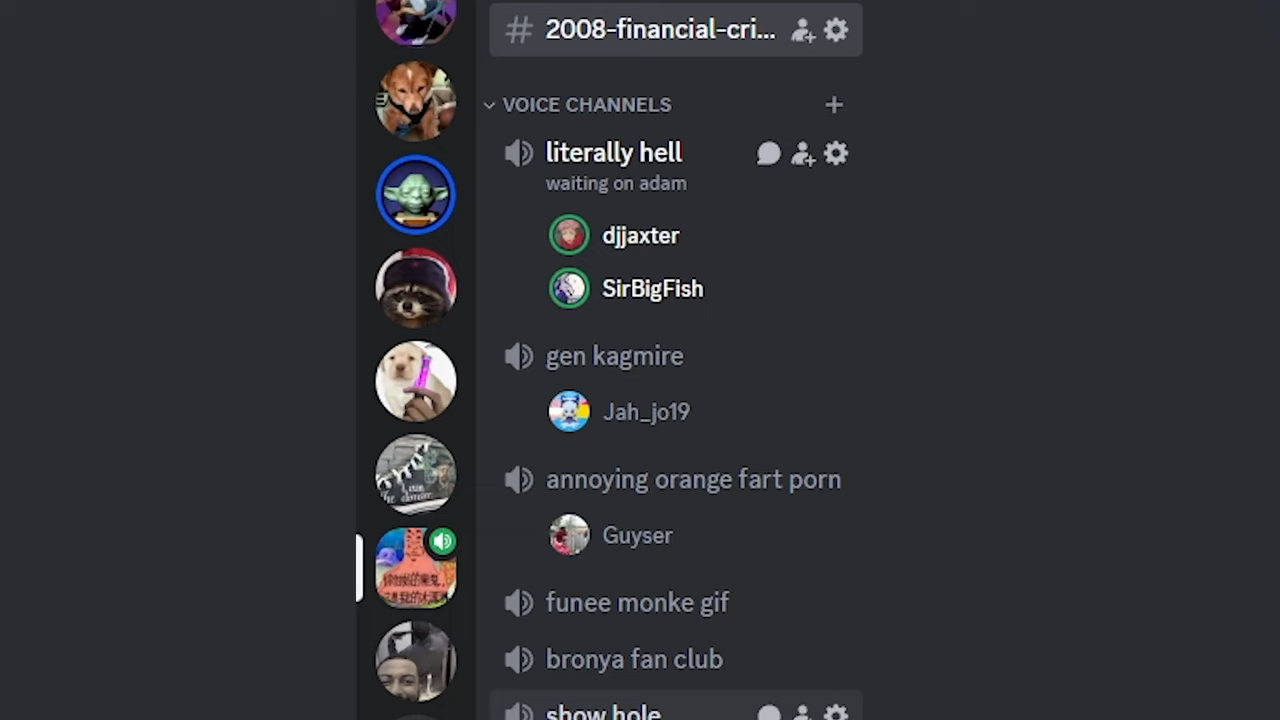 2008-financial-cri...
VOICE CHANNELS
literally hell
waiting on adam
djjaxter
SirBigFish
gen kagmire
Jah_jo19
annoying orange fart porn
Guyser
funee monke gif
bronya fan club
show hole